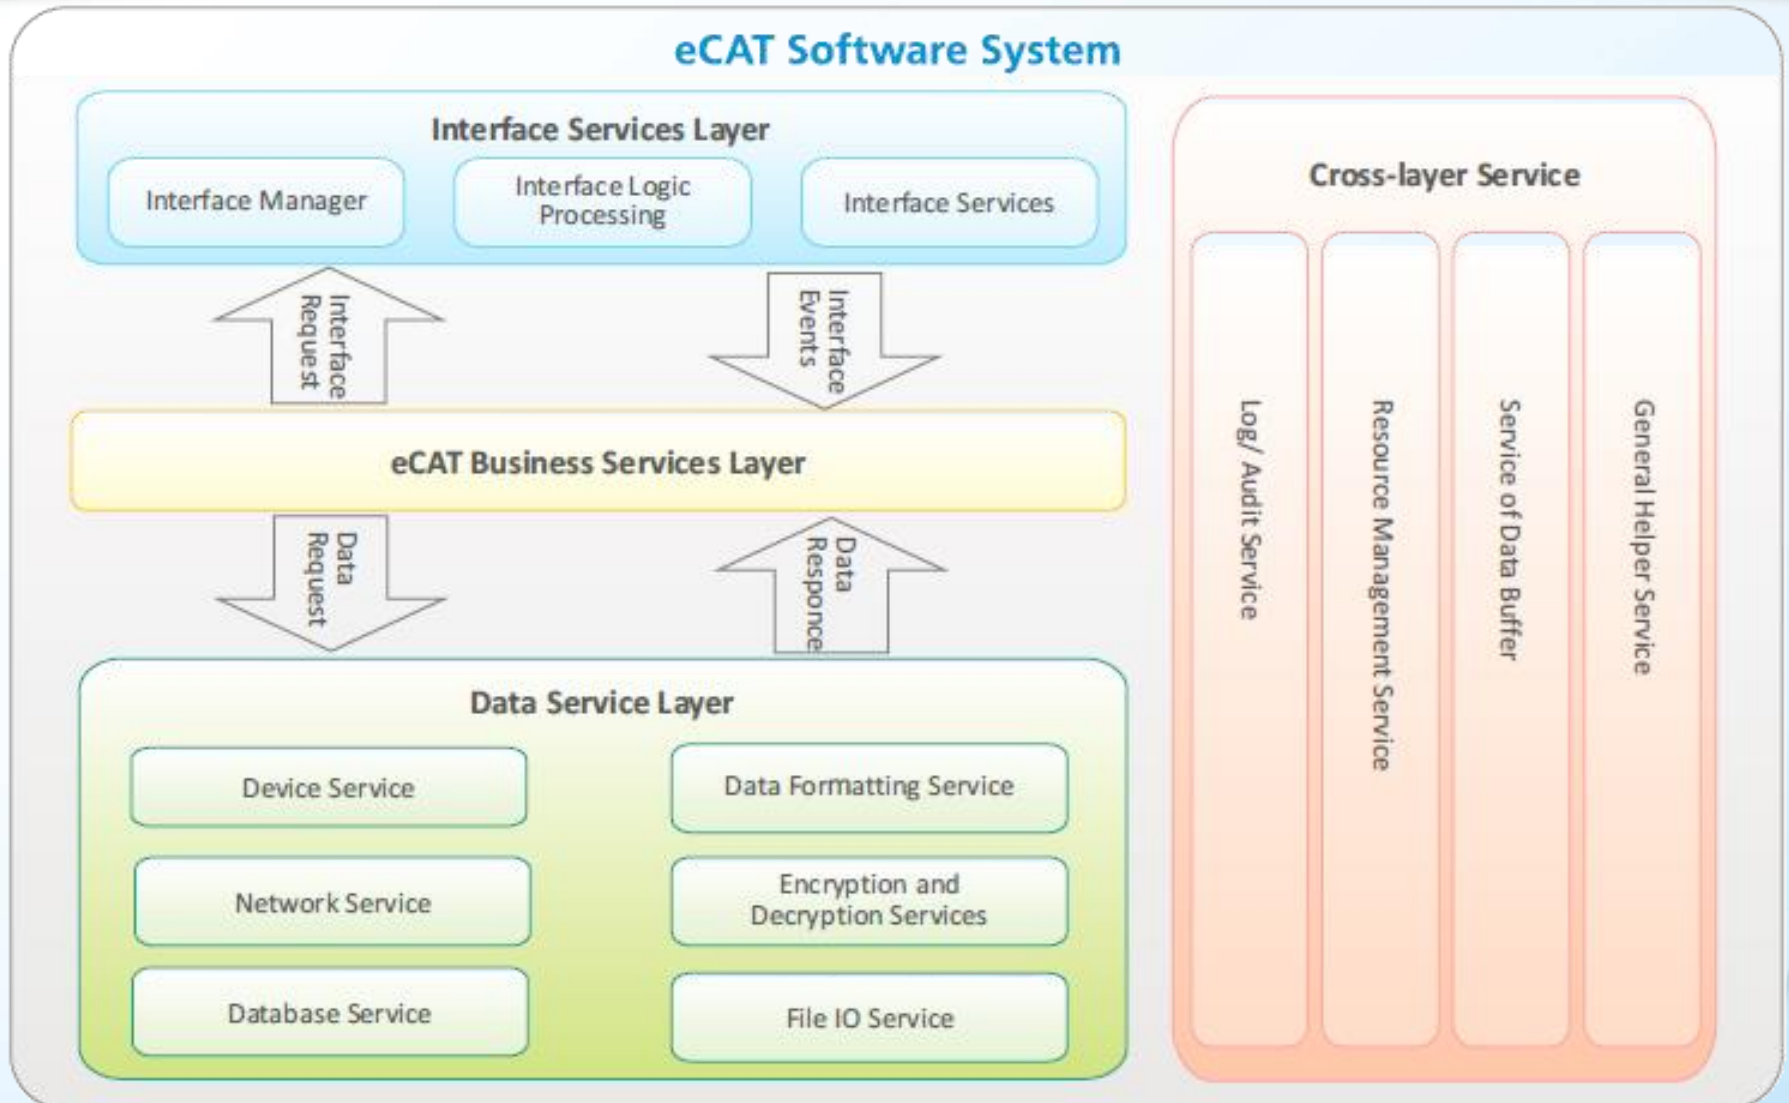 eCAT Software System
Interface Services Layer
Interface Manager
Interface Logic
Processing
Interface Services
Interface
Request
Interface
Events
eCAT Business Services Layer
Data
Request
Data
Responce
Data Service Layer
Device Service
Data Formatting Service
Network Service
Encryption and
Decryption Services
Database Service
File IO Service
Cross-layer Service
Log/ Audit Service
Resource Management Service
Service of Data Buffer
General Helper Service